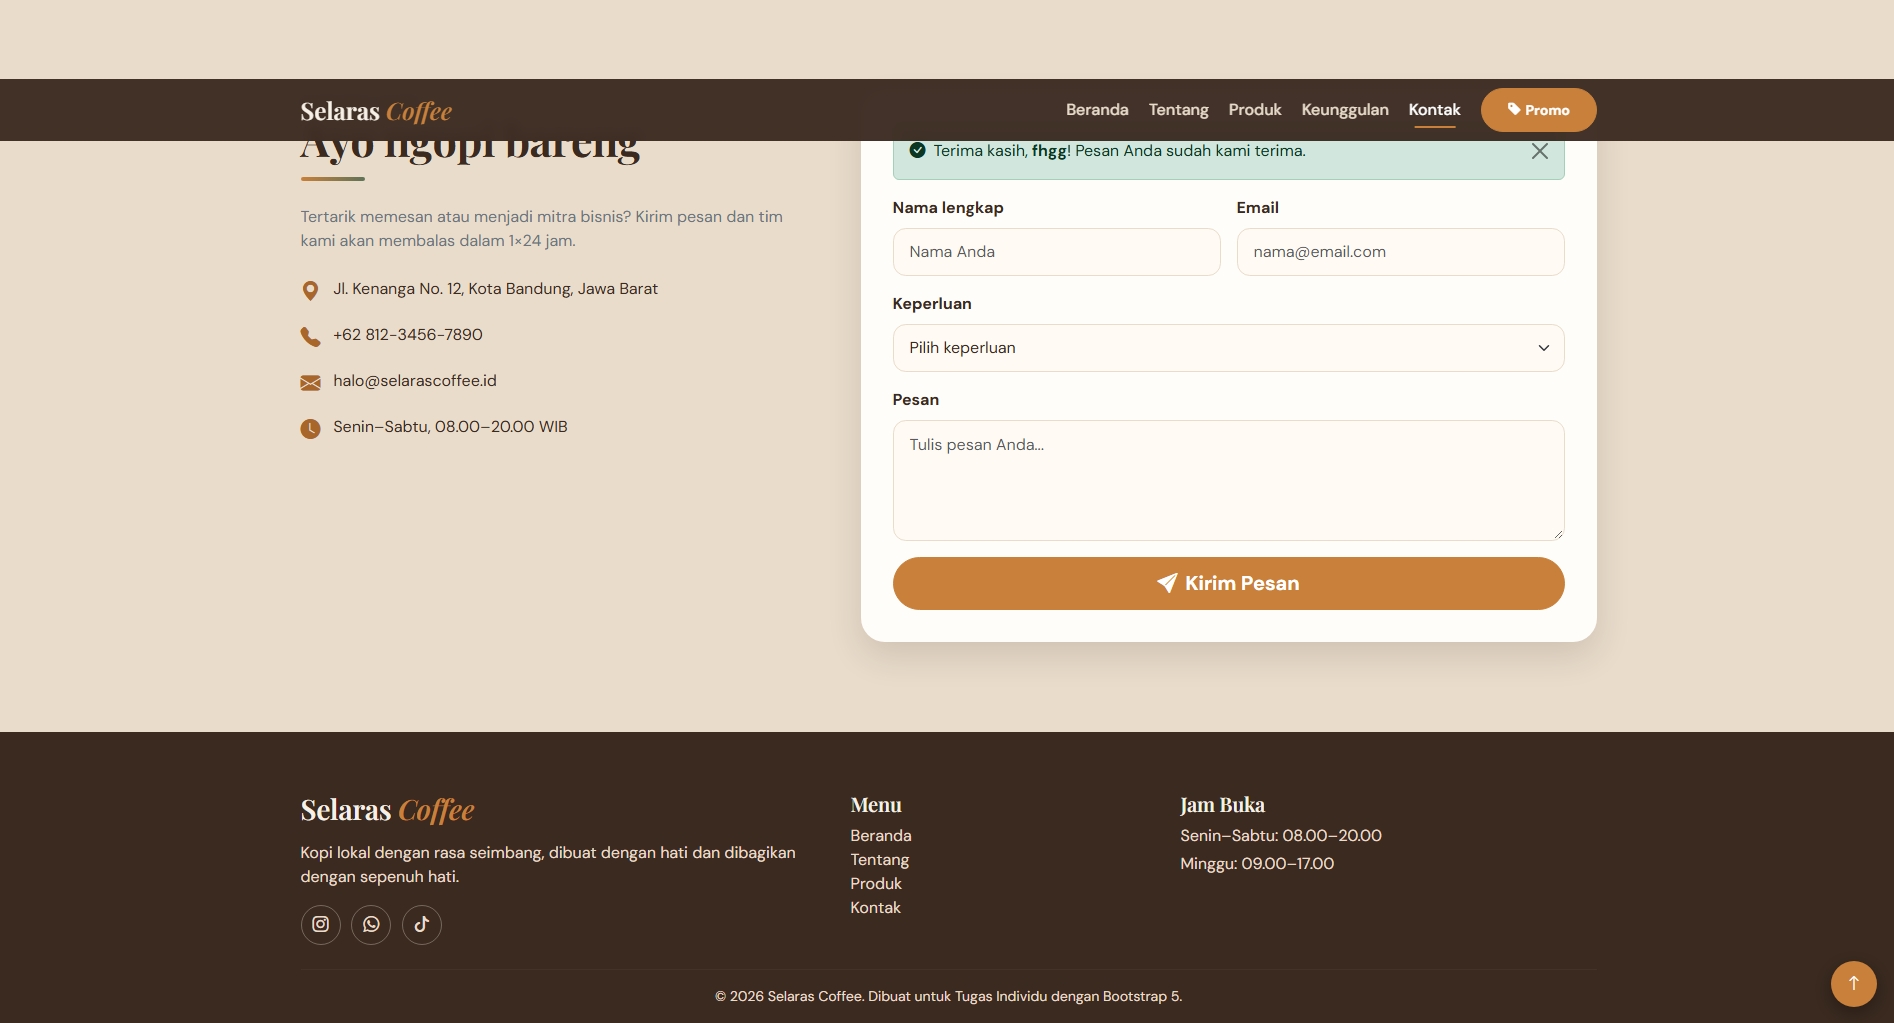 Selaras Coffee
Beranda Tentang Produk Keunggulan Kontak Promo
Ayo ngopi bareng
Tertarik memesan atau menjadi mitra bisnis? Kirim pesan dan tim
kami akan membalas dalam 1×24 jam.
Jl. Kenanga No. 12, Kota Bandung, Jawa Barat
+62 812-3456-7890
halo@selarascoffee.id
Senin–Sabtu, 08.00–20.00 WIB
Terima kasih, fhgg! Pesan Anda sudah kami terima.
Nama lengkap Email
Nama Anda nama@email.com
Keperluan
Pilih keperluan
Pesan
Tulis pesan Anda...
Kirim Pesan
Selaras Coffee
Kopi lokal dengan rasa seimbang, dibuat dengan hati dan dibagikan
dengan sepenuh hati.
Menu
Beranda
Tentang
Produk
Kontak
Jam Buka
Senin–Sabtu: 08.00–20.00
Minggu: 09.00–17.00
© 2026 Selaras Coffee. Dibuat untuk Tugas Individu dengan Bootstrap 5.